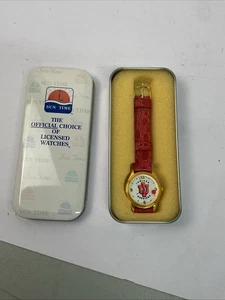 SUN TIME
THE
OFFICIAL CHOICE
OF
LICENSED
WATCHES